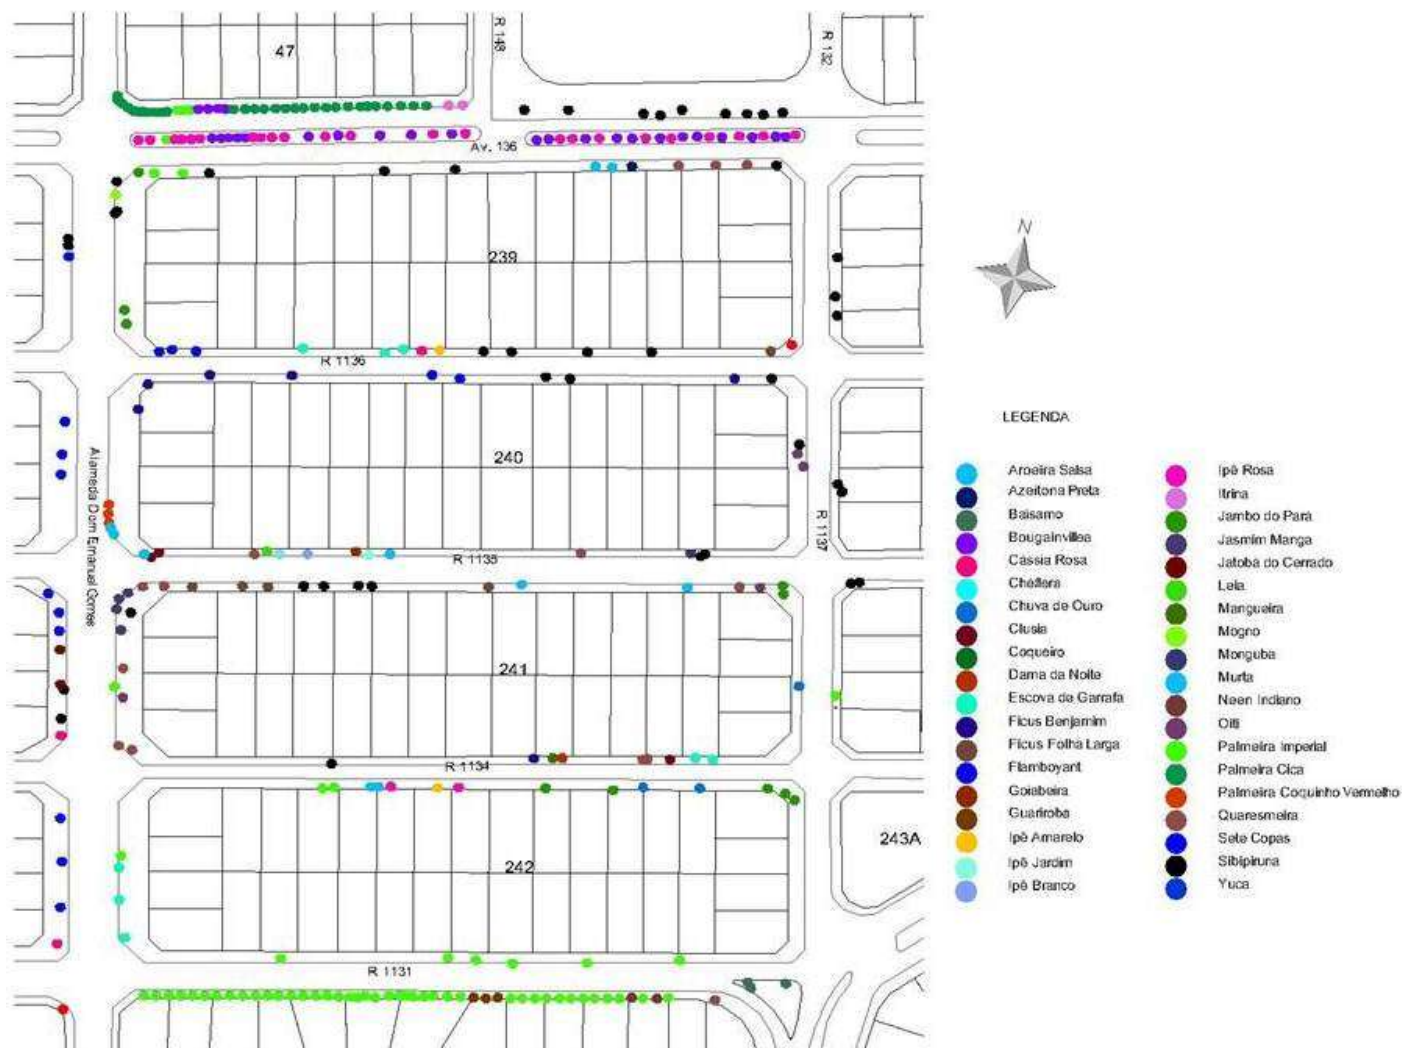 47
R 148
R 132
Av. 136
N
239
R 1136
240
Alameda Dom Emanuel Gomes
R 1137
R 1135
241
R 1134
242
243A
R 1131
LEGENDA
Aroeira Salsa
Azeitona Preta
Balsamo
Bougainvillea
Cassia Rosa
Cheflera
Chuva de Ouro
Clusia
Coqueiro
Dama da Noite
Escova de Garrafa
Ficus Benjamim
Ficus Folha Larga
Flamboyant
Goiabeira
Guariroba
Ipê Amarelo
Ipê Jardim
Ipê Branco
Ipê Rosa
Itrina
Jambo do Pará
Jasmim Manga
Jatoba do Cerrado
Leia
Mangueira
Mogno
Monguba
Murta
Neen Indiano
Oiti
Palmeira Imperial
Palmeira Cica
Palmeira Coquinho Vermelho
Quaresmeira
Sete Copas
Sibipiruna
Yuca